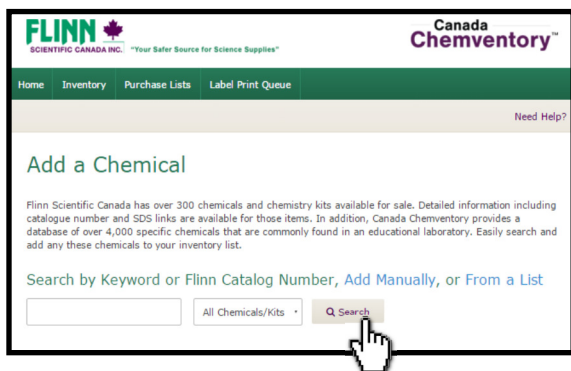 FLINN
SCIENTIFIC CANADA INC. "Your Safer Source for Science Supplies"
Canada
Chemventory™
Home Inventory Purchase Lists Label Print Queue
Need Help?
Add a Chemical
Flinn Scientific Canada has over 300 chemicals and chemistry kits available for sale. Detailed information including
catalogue number and SDS links are available for those items. In addition, Canada Chemventory provides a
database of over 4,000 specific chemicals that are commonly found in an educational laboratory. Easily search and
add any these chemicals to your inventory list.
Search by Keyword or Flinn Catalog Number, Add Manually, or From a List
All Chemicals/Kits Search